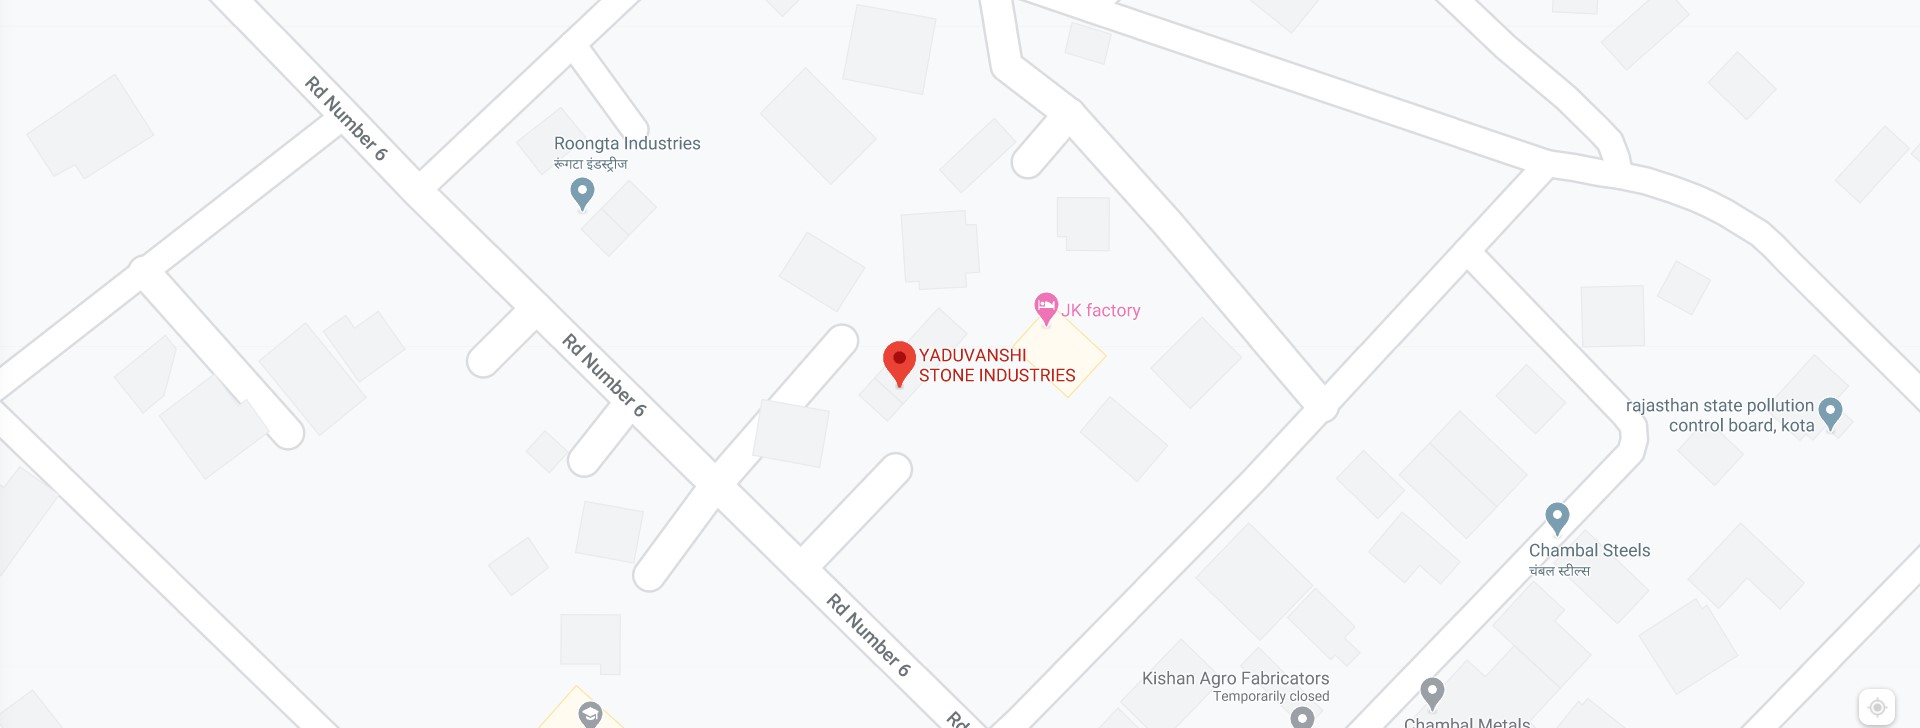 Rd Number 6
Roongta Industries
रूंगटा इंडस्ट्रीज
JK factory
Rd Number 6
YADUVANSHI
STONE INDUSTRIES
rajasthan state pollution
control board, kota
Chambal Steels
चंबल स्टील्स
Rd Number 6
Kishan Agro Fabricators
Temporarily closed
Rd
Chambal Metals